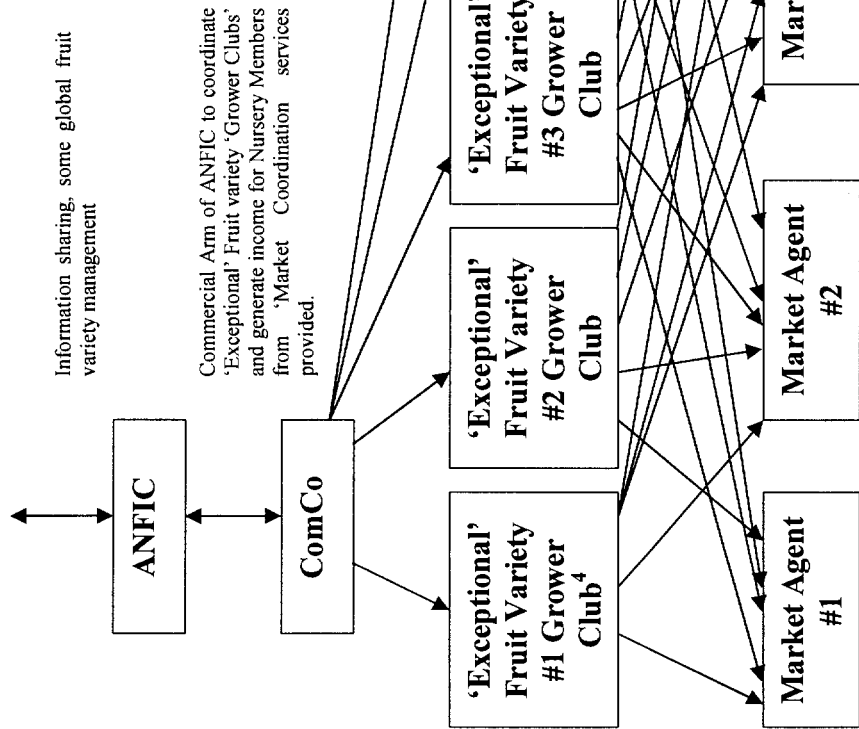 Information sharing, some global fruit
variety management
ANFIC
Commercial Arm of ANFIC to coordinate
‘Exceptional’ Fruit variety ‘Grower Clubs’
and generate income for Nursery Members
from ‘Market Coordination services
provided.
ComCo
‘Exceptional’
Fruit Variety
#1 Grower
Club⁴
‘Exceptional’
Fruit Variety
#2 Grower
Club
‘Exceptional’
Fruit Variety
#3 Grower
Club
Market Agent
#1
Market Agent
#2
Mar